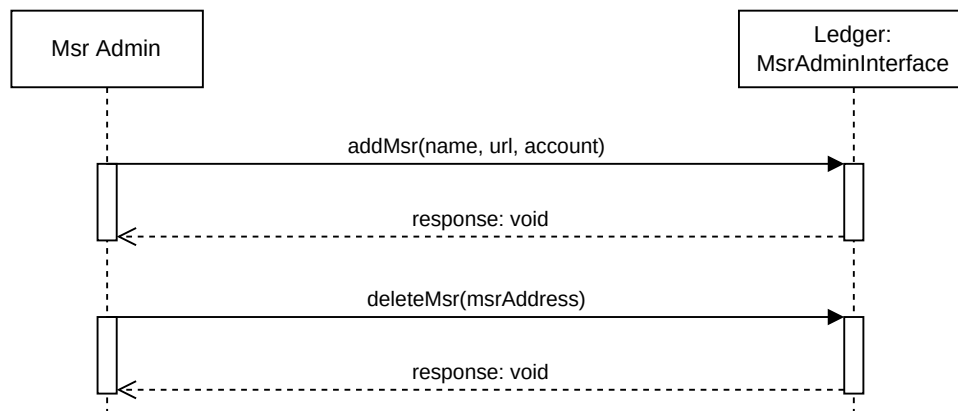 Msr Admin
Ledger:
MsrAdminInterface
addMsr(name, url, account)
response: void
deleteMsr(msrAddress)
response: void